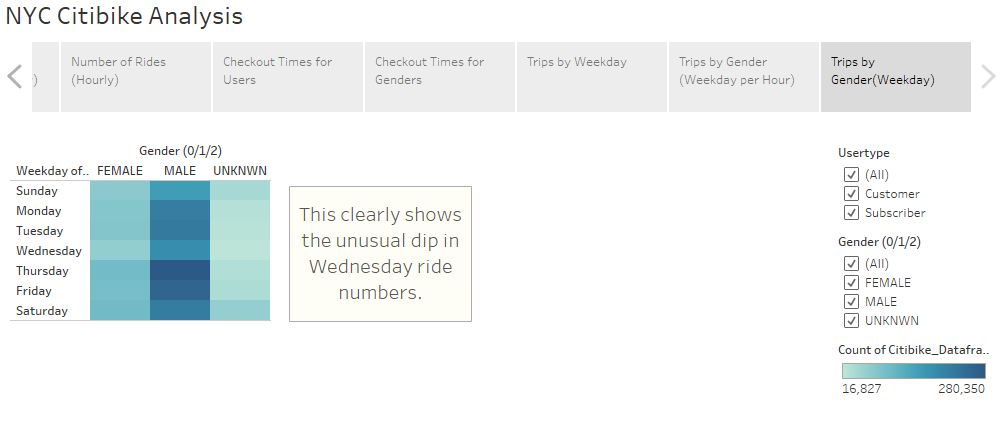 NYC Citibike Analysis
)
Number of Rides
(Hourly)
Checkout Times for
Users
Checkout Times for
Genders
Trips by Weekday
Trips by Gender
(Weekday per Hour)
Trips by
Gender(Weekday)
Gender (0/1/2)
Weekday of.. FEMALE MALE UNKNWN
Sunday
Monday
Tuesday
Wednesday
Thursday
Friday
Saturday
This clearly shows
the unusual dip in
Wednesday ride
numbers.
Usertype
(All)
Customer
Subscriber
Gender (0/1/2)
(All)
FEMALE
MALE
UNKNWN
Count of Citibike_Datafra..
16,827 280,350